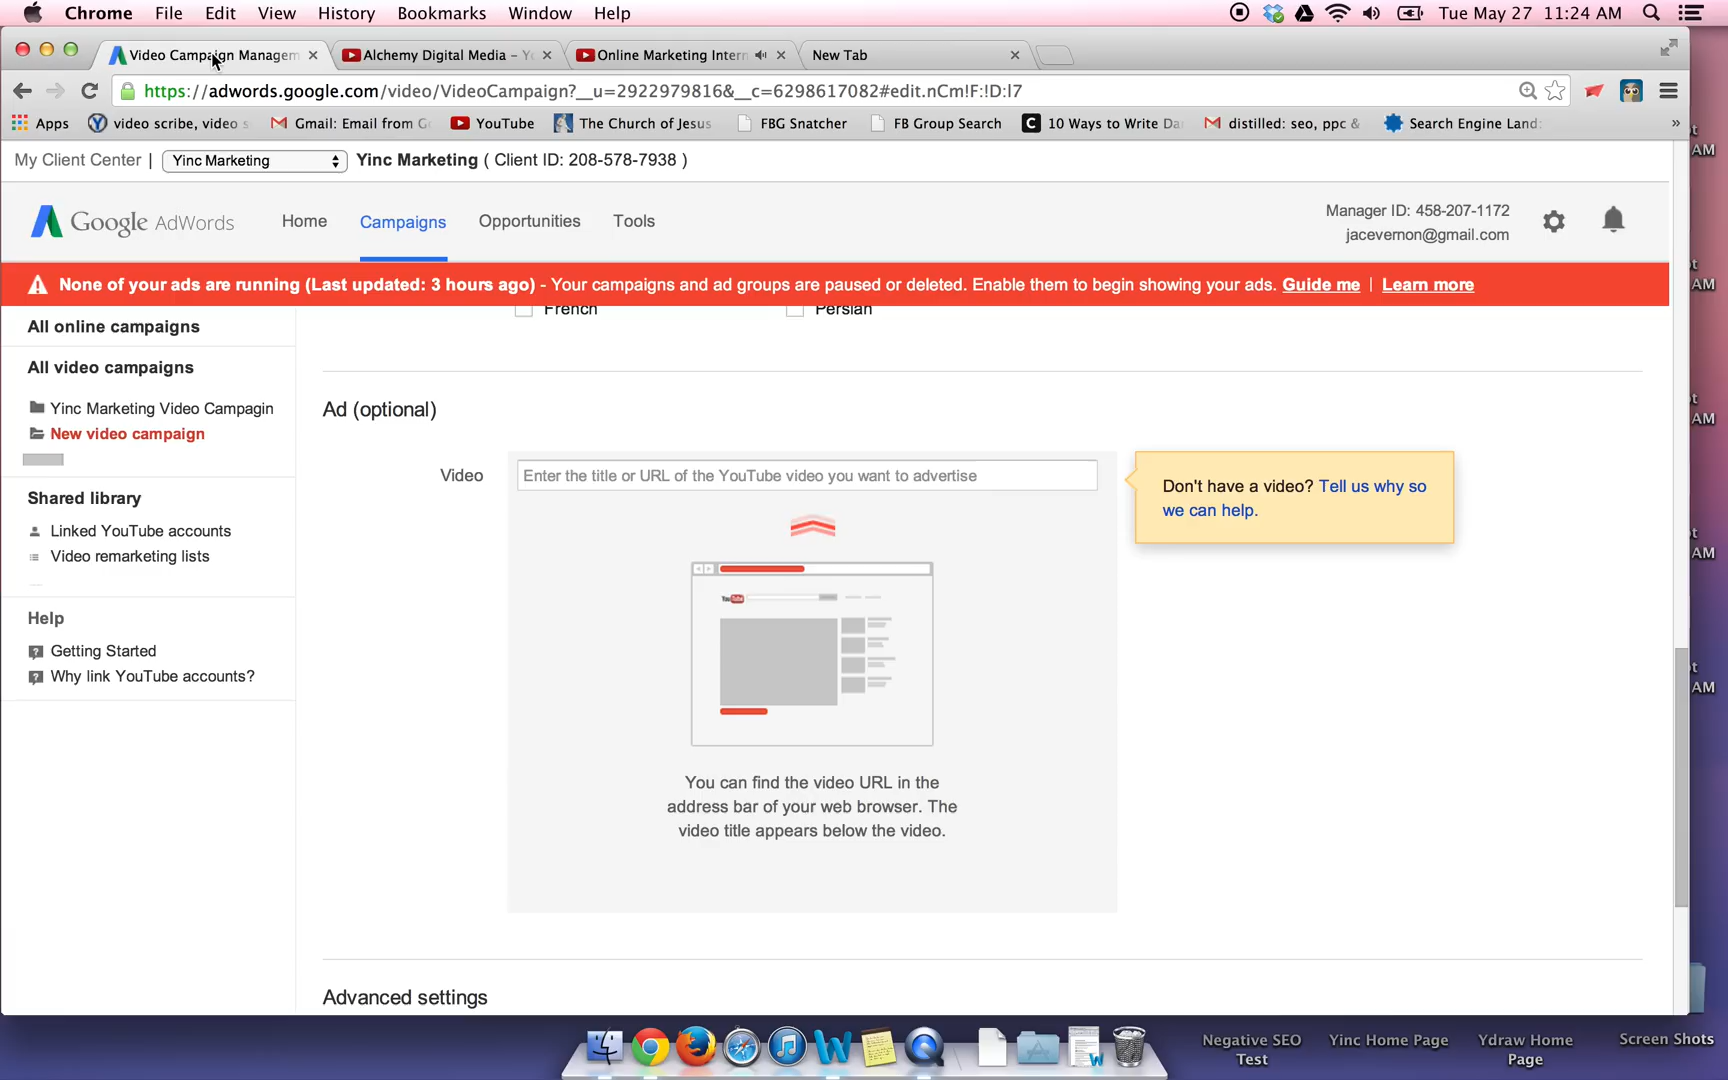 Chrome File Edit View History Bookmarks Window Help Tue May 27 11:24 AM
Video Campaign Managem Alchemy Digital Media – Online Marketing Intern New Tab
https://adwords.google.com/video/VideoCampaign?__u=2922979816&__c=6298617082#edit.nCm!F:!D:l7
Apps video scribe, video s Gmail: Email from G YouTube The Church of Jesus FBG Snatcher FB Group Search 10 Ways to Write Da distilled: seo, ppc & Search Engine Land: »
My Client Center | Yinc Marketing Yinc Marketing ( Client ID: 208-578-7938 )
Google AdWords Home Campaigns Opportunities Tools
Manager ID: 458-207-1172
jacevernon@gmail.com
None of your ads are running (Last updated: 3 hours ago) - Your campaigns and ad groups are paused or deleted. Enable them to begin showing your ads. Guide me | Learn more
All online campaigns
All video campaigns
Yinc Marketing Video Campagin
New video campaign
Shared library
Linked YouTube accounts
Video remarketing lists
Help
Getting Started
Why link YouTube accounts?
French Persian
Ad (optional)
Video Enter the title or URL of the YouTube video you want to advertise
Don't have a video? Tell us why so
we can help.
YouTube
You can find the video URL in the
address bar of your web browser. The
video title appears below the video.
Advanced settings
AM
AM
AM
AM
AM
Negative SEO
Test
Yinc Home Page
Ydraw Home
Page
Screen Shots